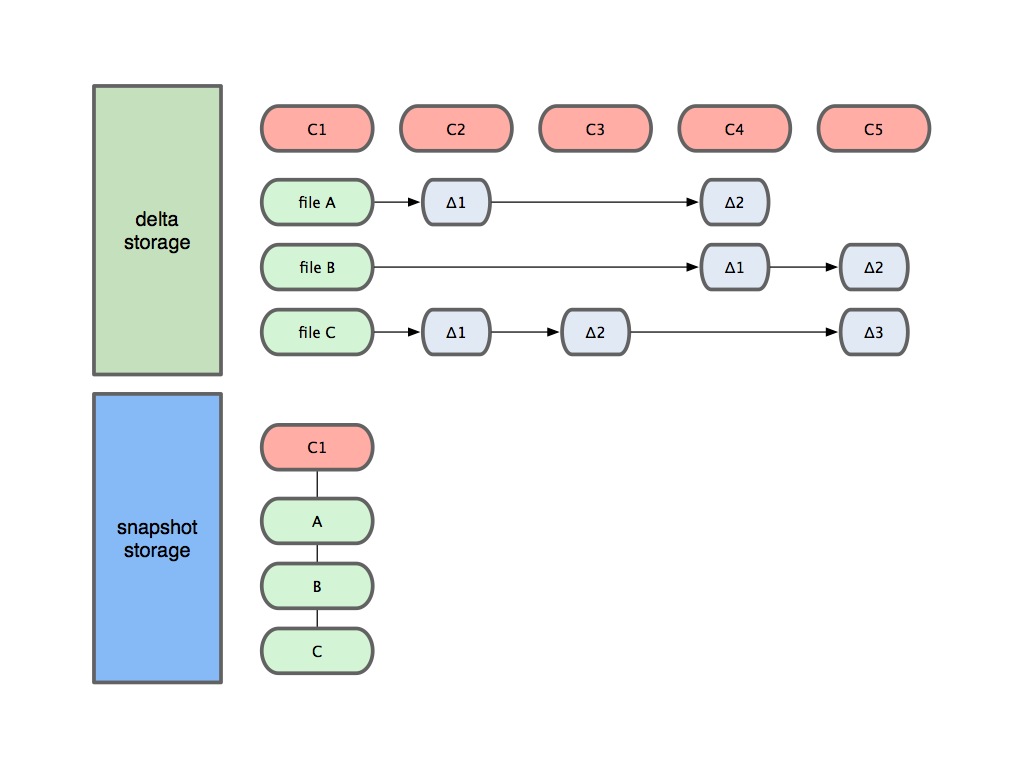 delta
storage
C1
C2
C3
C4
C5
file A
Δ1
Δ2
file B
Δ1
Δ2
file C
Δ1
Δ2
Δ3
snapshot
storage
C1
A
B
C